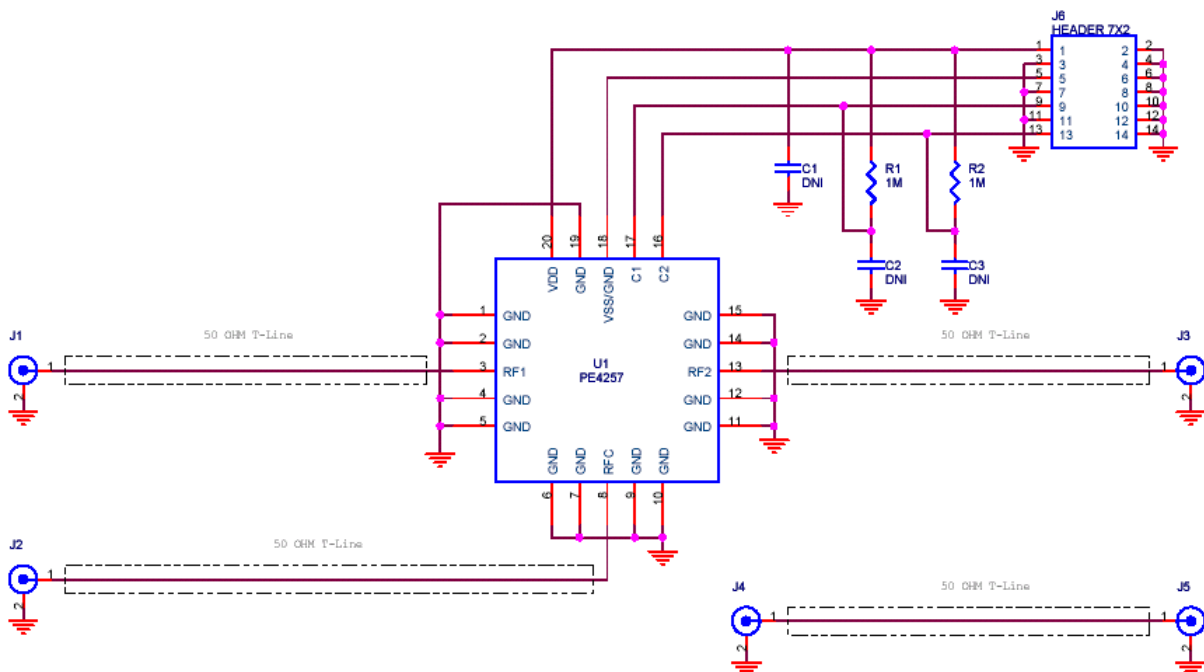 J6
HEADER 7X2
1 1 2 2
3 3 4 4
5 5 6 6
7 7 8 8
9 9 10 10
11 11 12 12
13 13 14 14
C1
DNI
R1
1M
R2
1M
C2
DNI
C3
DNI
20 19 18 17 16
VDD GND VSS/GND C1 C2
1 GND GND 15
2 GND GND 14
3 RF1 RF2 13
4 GND GND 12
5 GND GND 11
U1
PE4257
GND GND RFC GND GND
6 7 8 9 10
J1
50 OHM T-Line
1
2
50 OHM T-Line
J3
1
2
J2
50 OHM T-Line
1
2
J4
50 OHM T-Line
J5
1 1
2 2